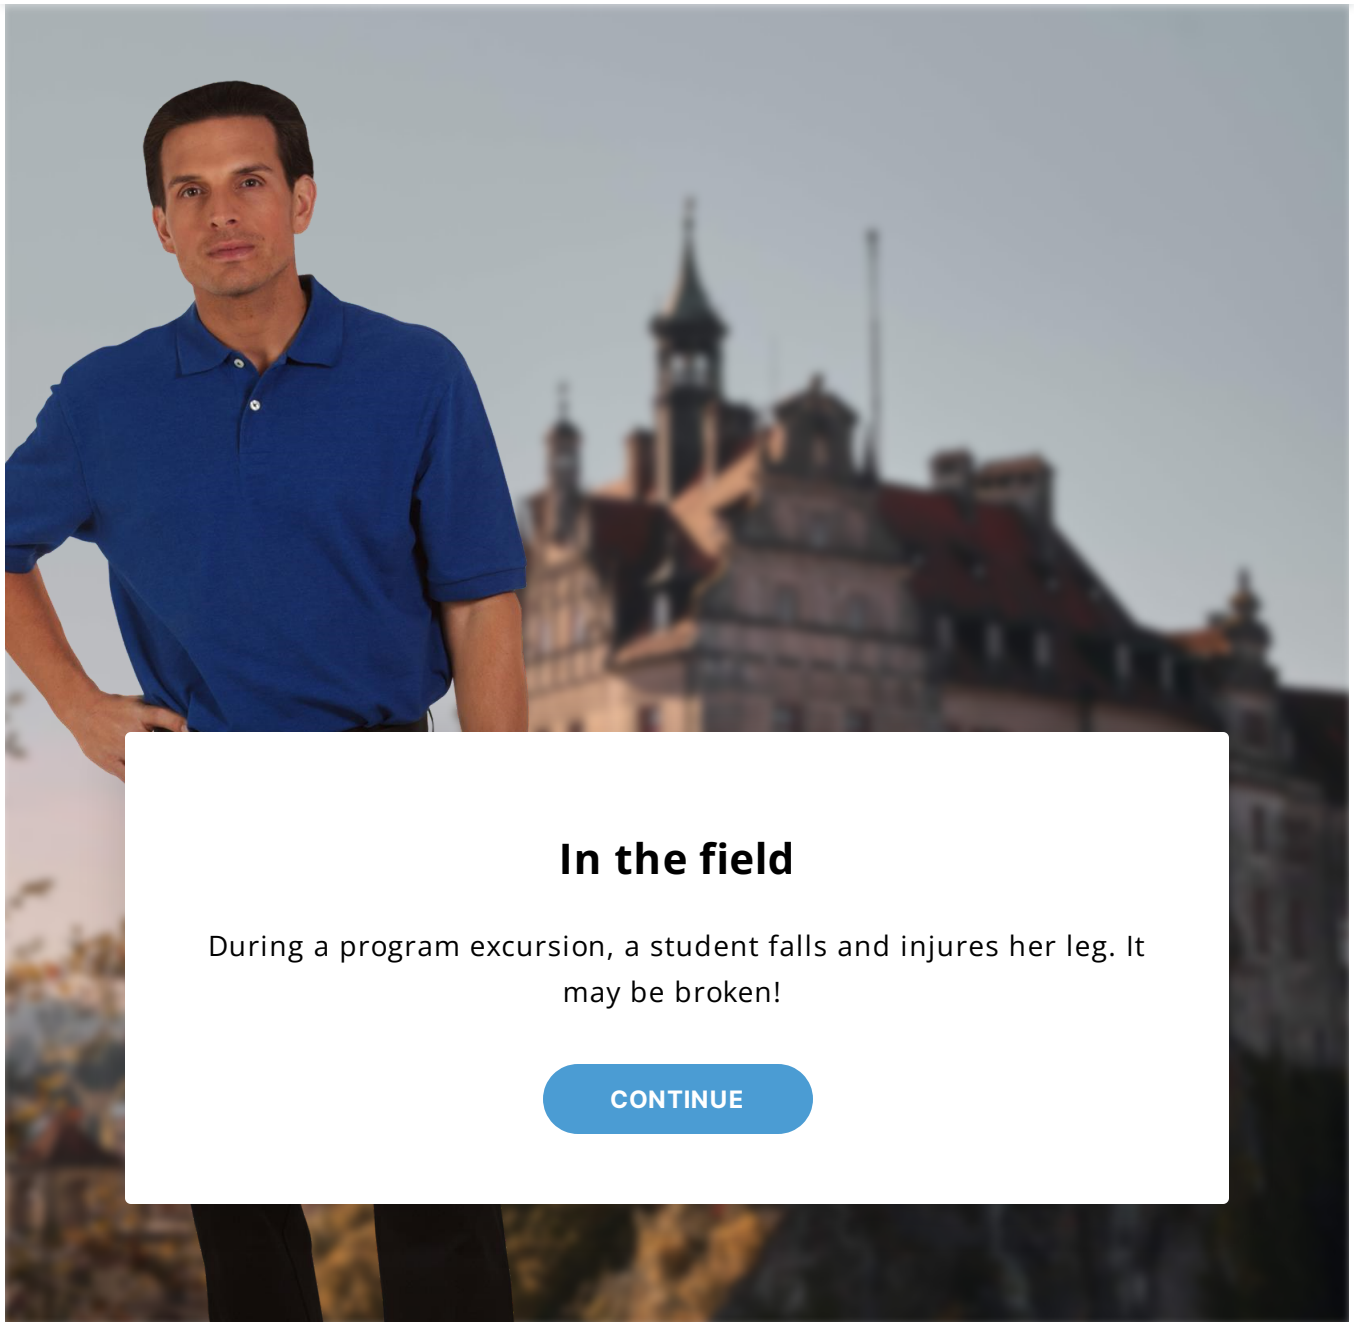 In the field
During a program excursion, a student falls and injures her leg. It
may be broken!
CONTINUE